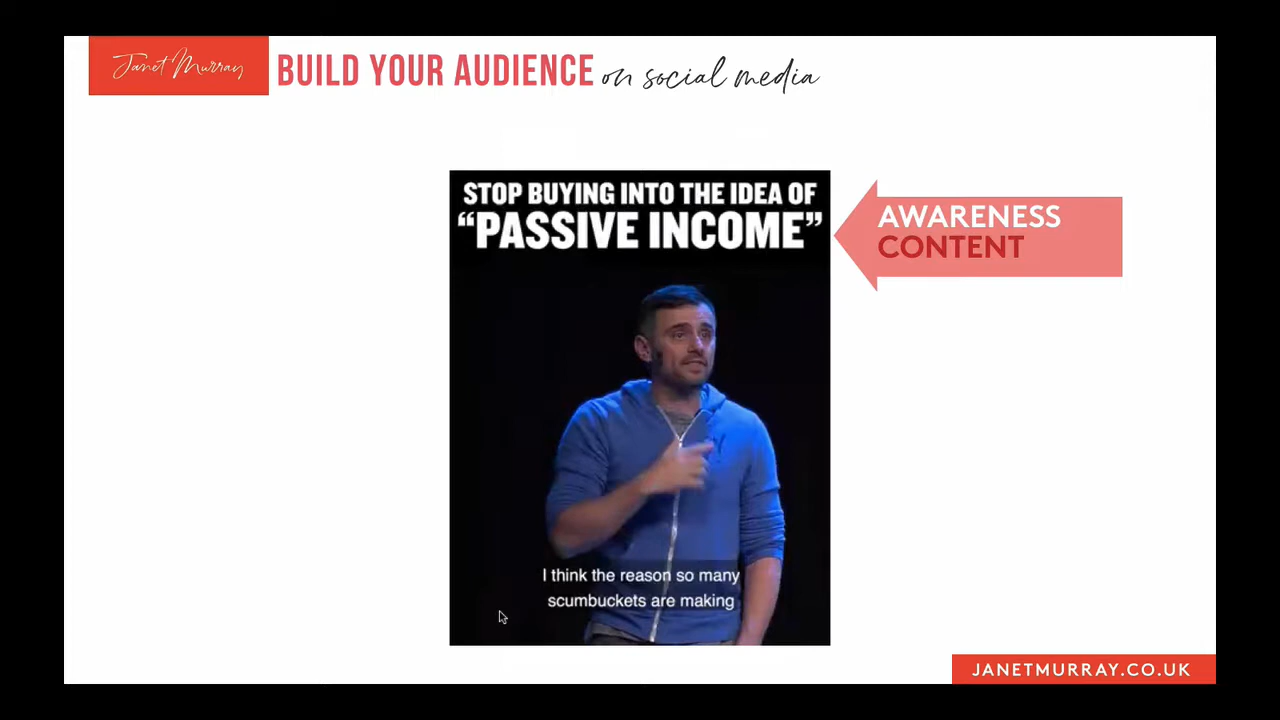 Janet Murray
BUILD YOUR AUDIENCE on social media
STOP BUYING INTO THE IDEA OF
“PASSIVE INCOME”
AWARENESS
CONTENT
I think the reason so many
scumbuckets are making
JANETMURRAY.CO.UK